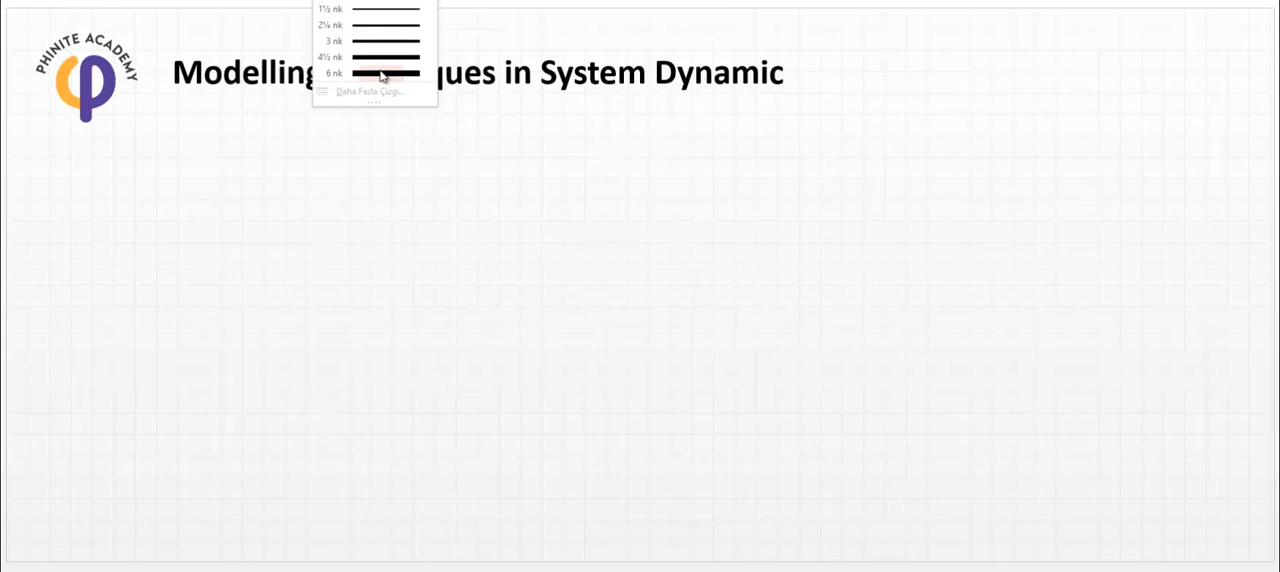 1½ nk
2¼ nk
3 nk
4½ nk
6 nk
Daha Fazla Çizgi...
PHINITE ACADEMY
Modelling ques in System Dynamic